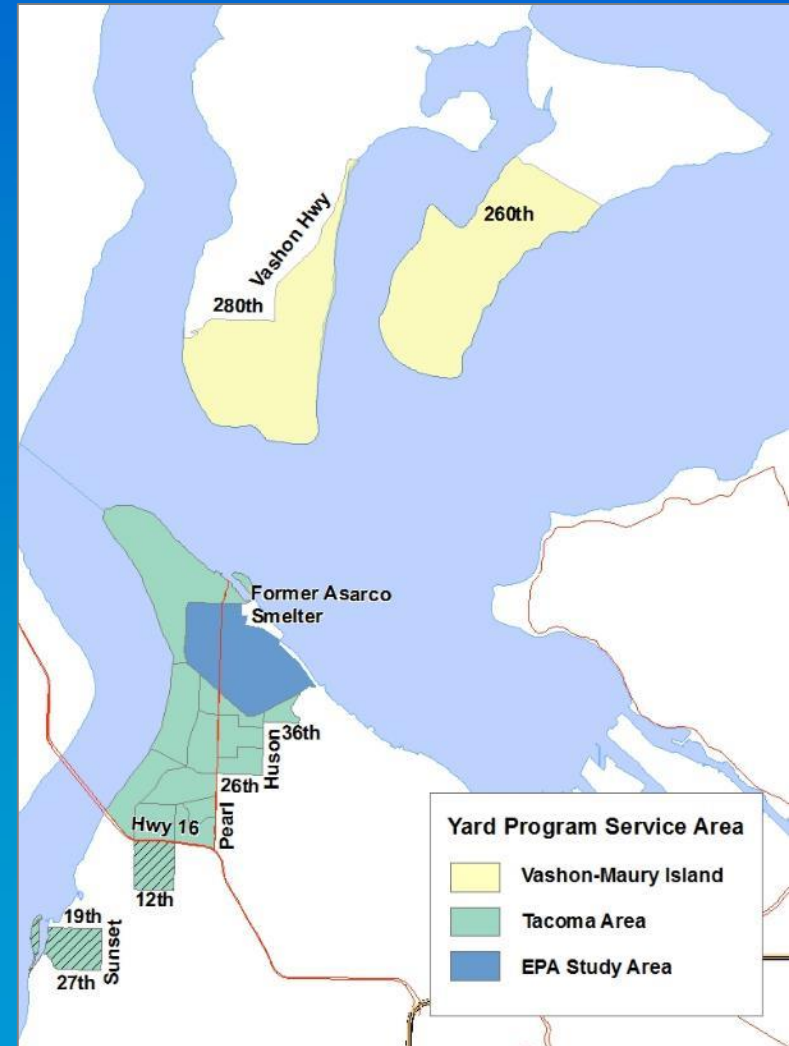 260th
Vashon Hwy
280th
Former Asarco
Smelter
36th
Huson
26th
Pearl
Hwy 16
12th
19th
Sunset
27th
Yard Program Service Area
Vashon-Maury Island
Tacoma Area
EPA Study Area